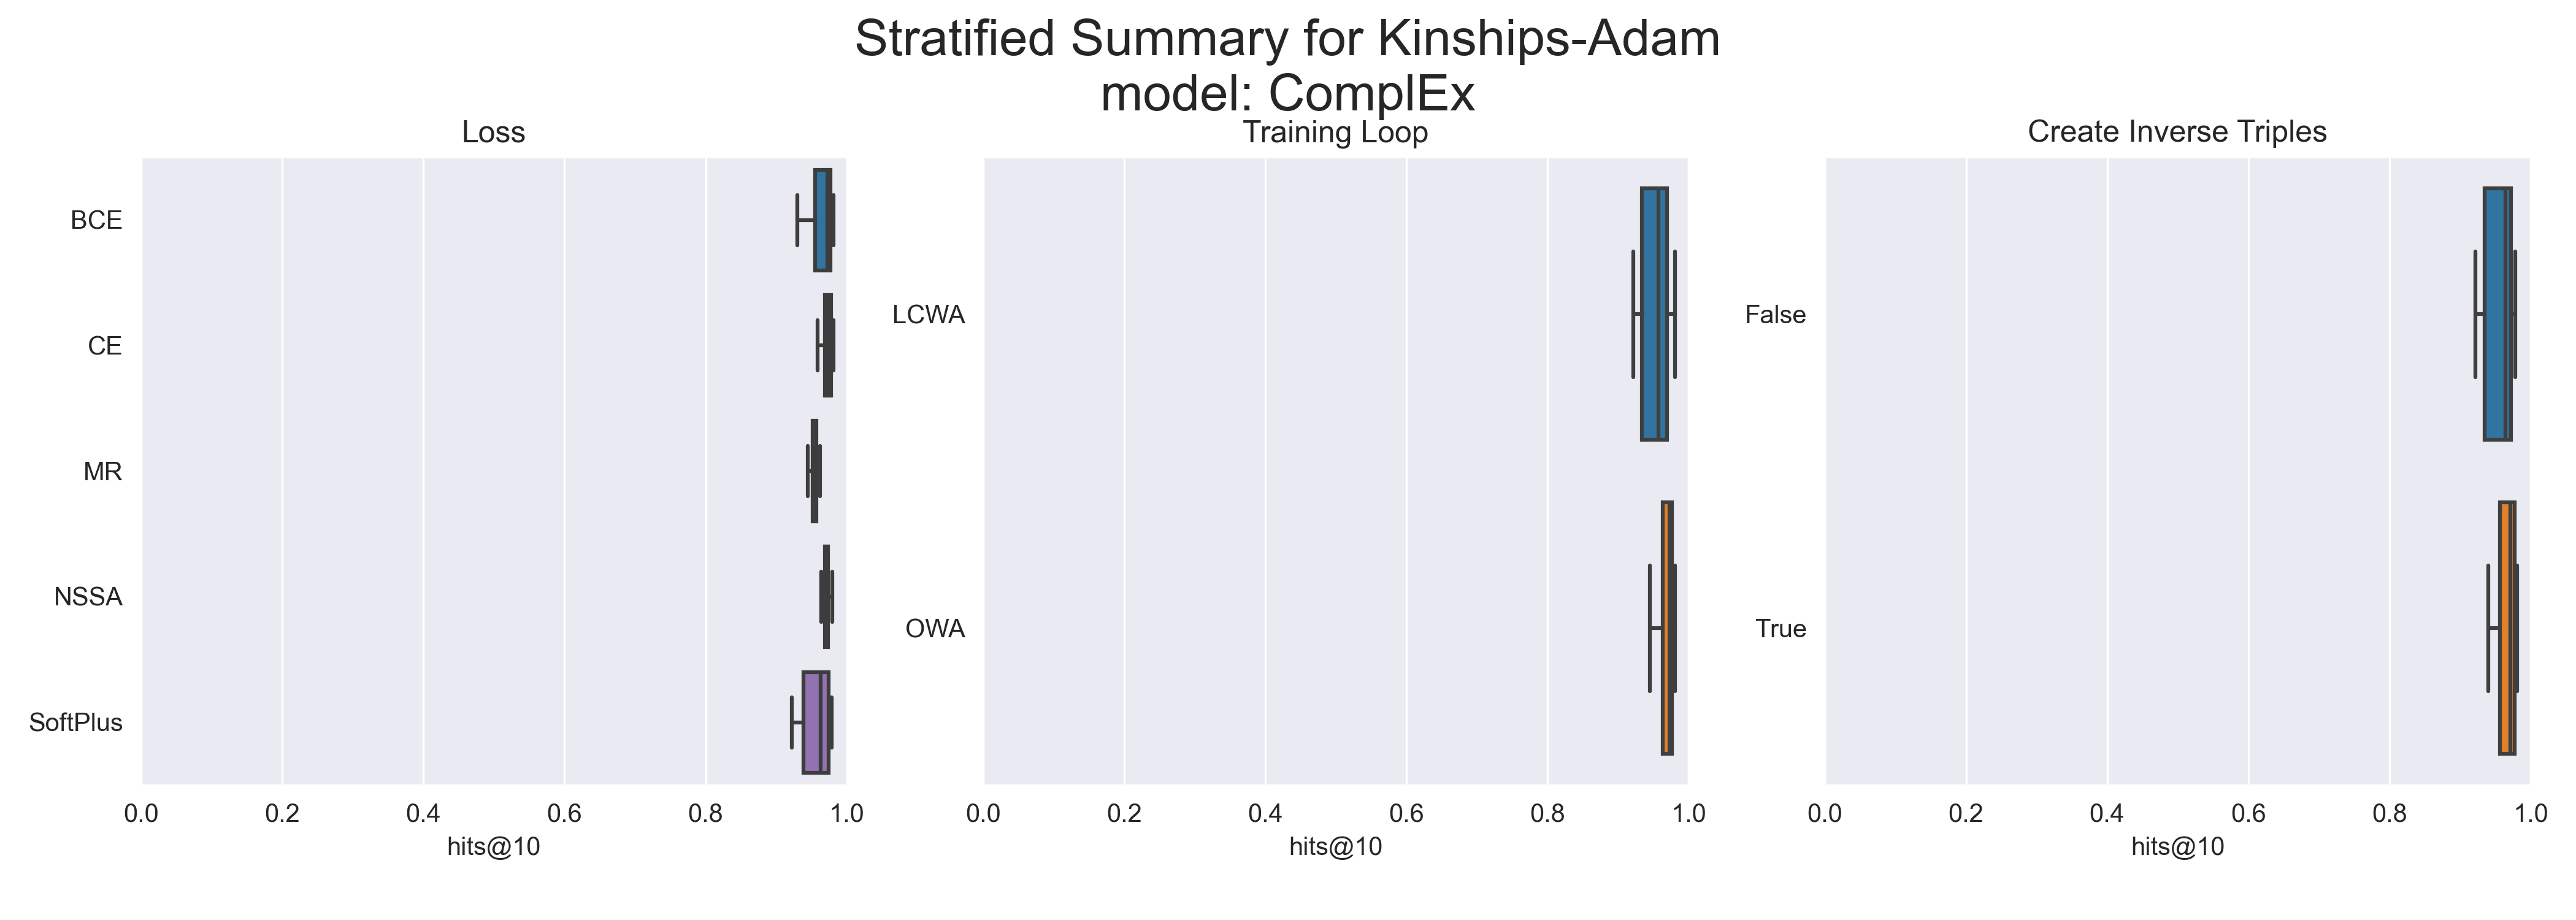 Stratified Summary for Kinships-Adam
model: ComplEx
Loss
BCE
CE
MR
NSSA
SoftPlus
0.0 0.2 0.4 0.6 0.8 1.0
hits@10
Training Loop
LCWA
OWA
0.0 0.2 0.4 0.6 0.8 1.0
hits@10
Create Inverse Triples
False
True
0.0 0.2 0.4 0.6 0.8 1.0
hits@10